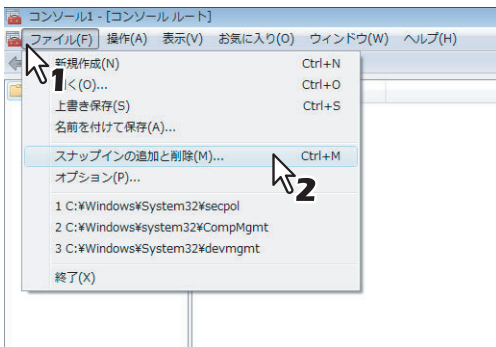 コンソール1 - [コンソール ルート]
ファイル(F) 操作(A) 表示(V) お気に入り(O) ウィンドウ(W) ヘルプ(H)
新規作成(N) Ctrl+N
1
く(O)... Ctrl+O
上書き保存(S) Ctrl+S
名前を付けて保存(A)...
スナップインの追加と削除(M)... Ctrl+M
オプション(P)...
2
1 C:¥Windows¥System32¥secpol
2 C:¥Windows¥system32¥CompMgmt
3 C:¥Windows¥System32¥devmgmt
終了(X)